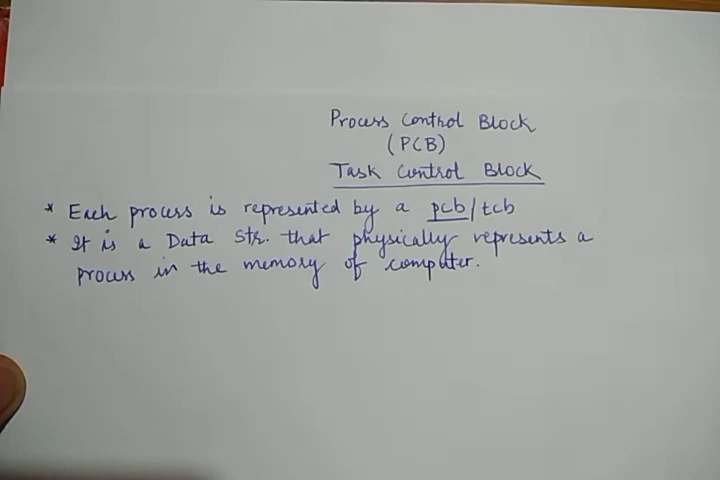 Process Control Block
(PCB)
Task Control Block
* Each process is represented by a pcb/tcb
* It is a Data Str. that physically represents a
process in the memory of computer.